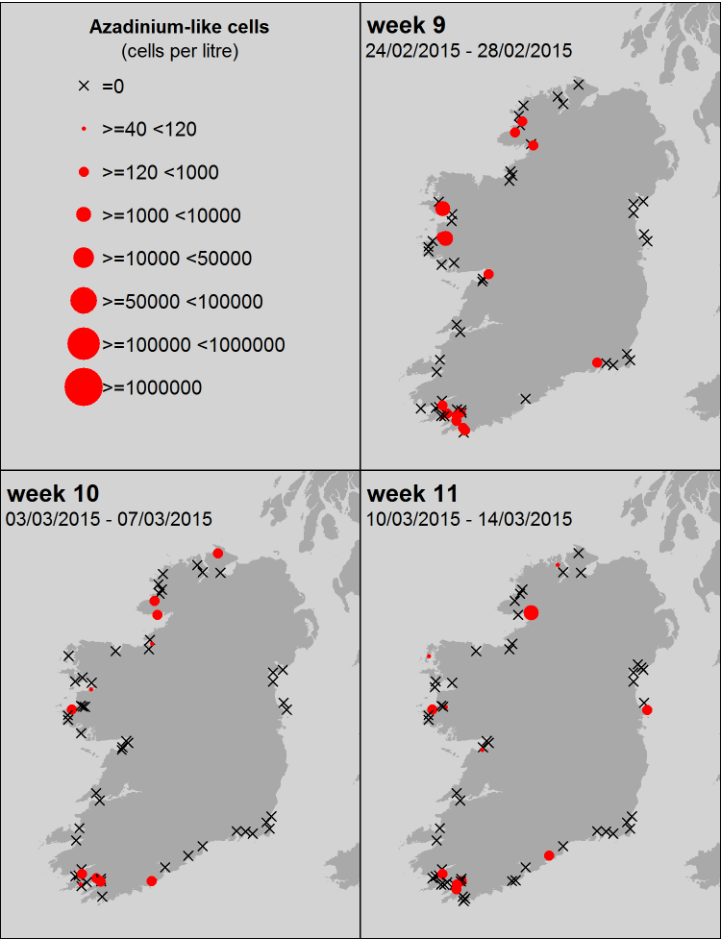 Azadinium-like cells
(cells per litre)
=0
>=40 <120
>=120 <1000
>=1000 <10000
>=10000 <50000
>=50000 <100000
>=100000 <1000000
>=1000000
week 9
24/02/2015 - 28/02/2015
week 10
03/03/2015 - 07/03/2015
week 11
10/03/2015 - 14/03/2015